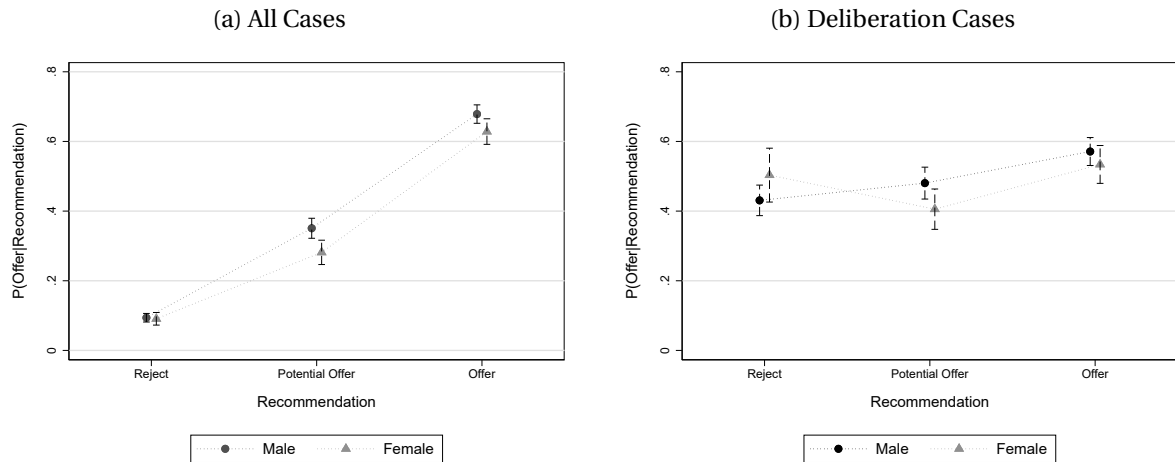 (a) All Cases
P(Offer|Recommendation)
.8
.6
.4
.2
0
Reject Potential Offer Offer
Recommendation
Male Female
(b) Deliberation Cases
P(Offer|Recommendation)
.8
.6
.4
.2
0
Reject Potential Offer Offer
Recommendation
Male Female